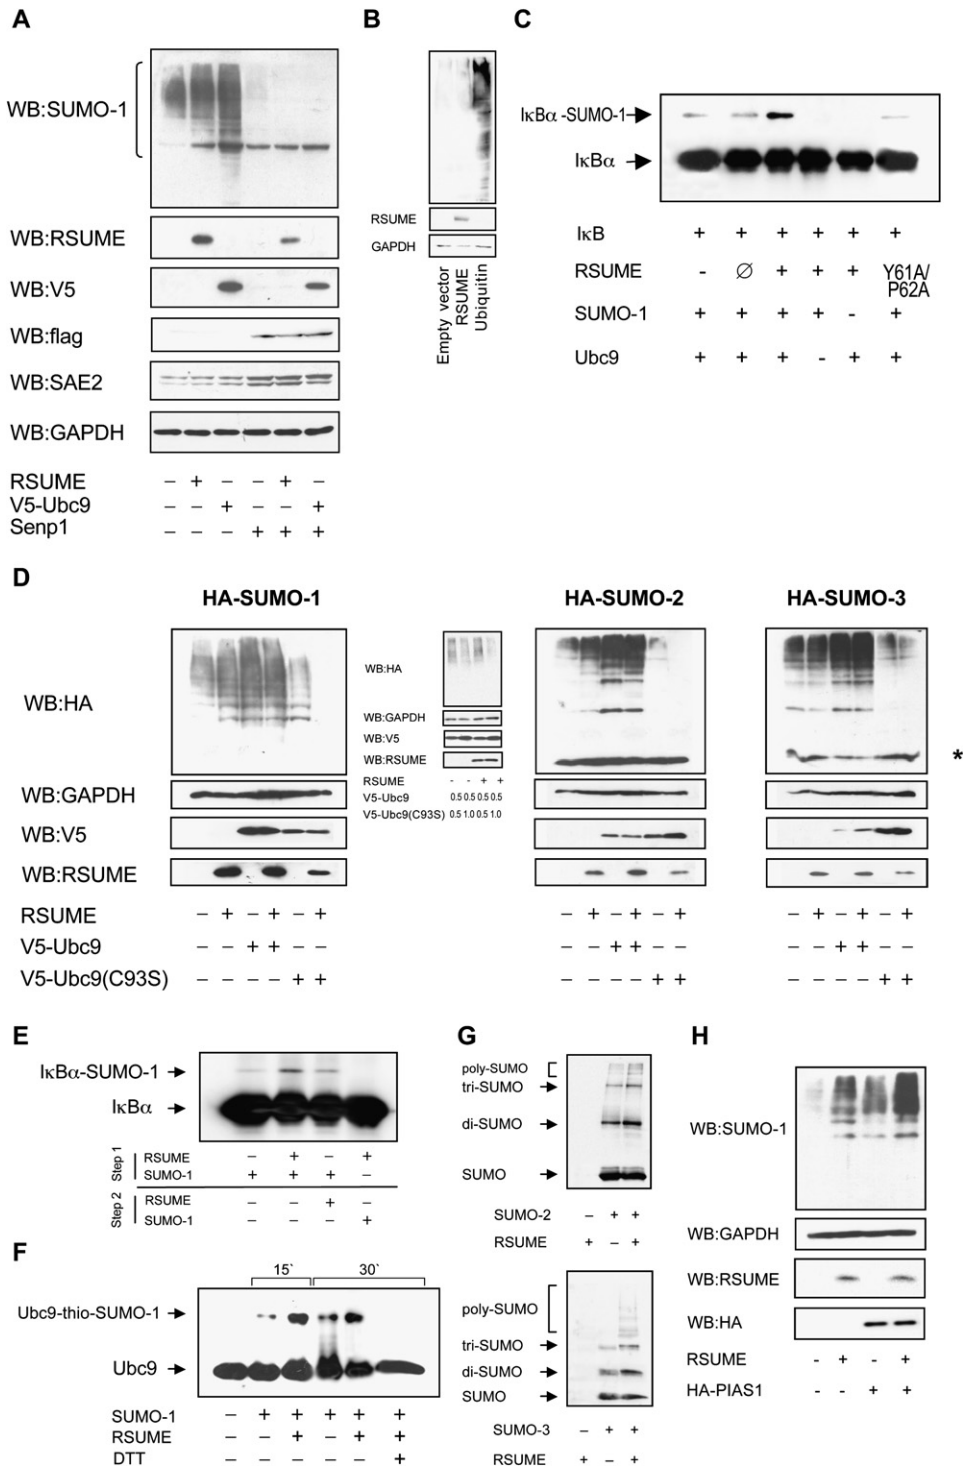 A
WB:SUMO-1
WB:RSUME
WB:V5
WB:flag
WB:SAE2
WB:GAPDH
RSUME – + – – + –
V5-Ubc9 – – + – – +
Senp1 – – – + + +
B
RSUME
GAPDH
Empty vector
RSUME
Ubiquitin
C
IκBα-SUMO-1
IκBα
IκB + + + + + +
RSUME - ∅ + + + Y61A/
P62A
SUMO-1 + + + + - +
Ubc9 + + + - + +
D
HA-SUMO-1
HA-SUMO-2
HA-SUMO-3
WB:HA
WB:GAPDH
WB:V5
WB:RSUME
RSUME – + – + – +
V5-Ubc9 – – + + – –
V5-Ubc9(C93S) – – – – + +
WB:HA
WB:GAPDH
WB:V5
WB:RSUME
RSUME - - + +
V5-Ubc9 0.5 0.5 0.5 0.5
V5-Ubc9(C93S) 0.5 1.0 0.5 1.0
– + – + – +
– – + + – –
– – – – + +
– + – + – +
– – + + – –
– – – – + +
*
E
IκBα-SUMO-1
IκBα
Step 1
RSUME – + – +
SUMO-1 + + + –
Step 2
RSUME – – + –
SUMO-1 – – – +
F
15` 30`
Ubc9-thio-SUMO-1
Ubc9
SUMO-1 – + + + + +
RSUME – – + – + +
DTT – – – – – +
G
poly-SUMO
tri-SUMO
di-SUMO
SUMO
SUMO-2 – + +
RSUME + – +
poly-SUMO
tri-SUMO
di-SUMO
SUMO
SUMO-3 – + +
RSUME + – +
H
WB:SUMO-1
WB:GAPDH
WB:RSUME
WB:HA
RSUME - + - +
HA-PIAS1 - - + +